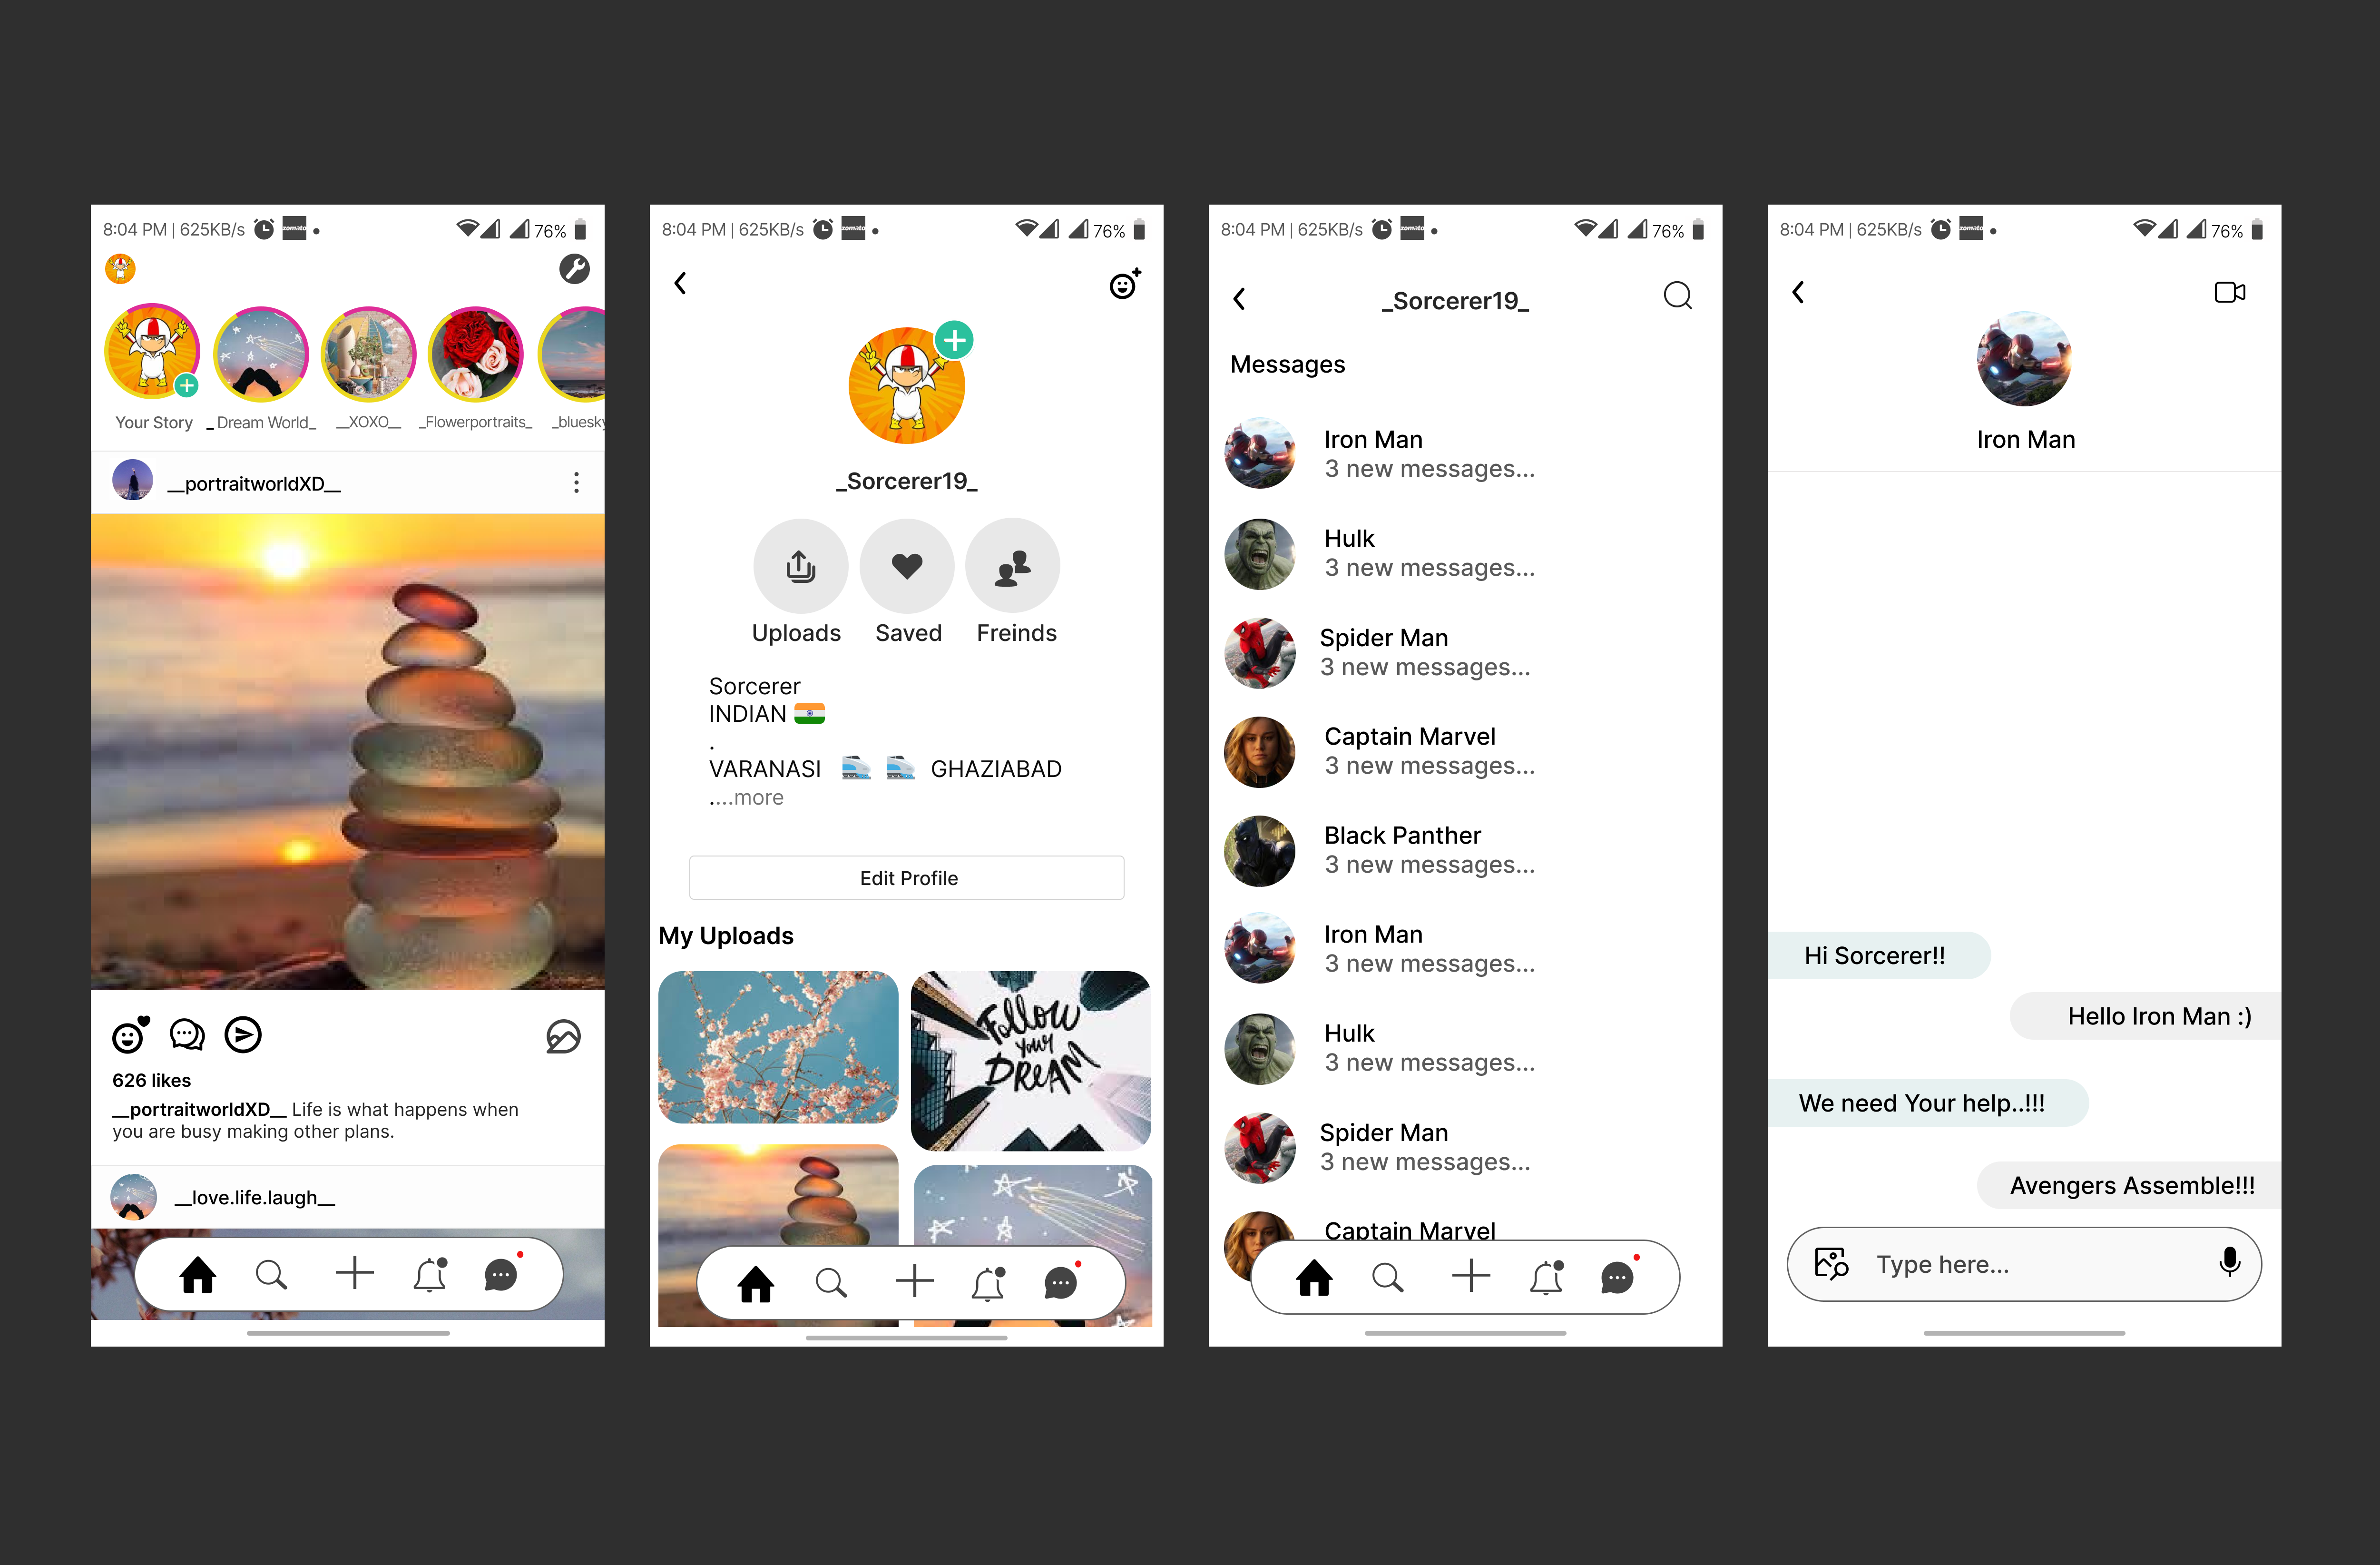 8:04 PM | 625KB/s zomato 76%
Your Story _Dream World_ __XOXO__ _Flowerportraits_ _bluesky
__portraitworldXD__
626 likes
__portraitworldXD__ Life is what happens when
you are busy making other plans.
__love.life.laugh__
8:04 PM | 625KB/s zomato 76%
_Sorcerer19_
Uploads Saved Freinds
Sorcerer
INDIAN 🇮🇳
.
VARANASI 🚄 🚄 GHAZIABAD
....more
Edit Profile
My Uploads
Follow
your
DREAM
8:04 PM | 625KB/s zomato 76%
_Sorcerer19_
Messages
Iron Man
3 new messages...
Hulk
3 new messages...
Spider Man
3 new messages...
Captain Marvel
3 new messages...
Black Panther
3 new messages...
Iron Man
3 new messages...
Hulk
3 new messages...
Spider Man
3 new messages...
Captain Marvel
8:04 PM | 625KB/s zomato 76%
Iron Man
Hi Sorcerer!!
Hello Iron Man :)
We need Your help..!!!
Avengers Assemble!!!
Type here...